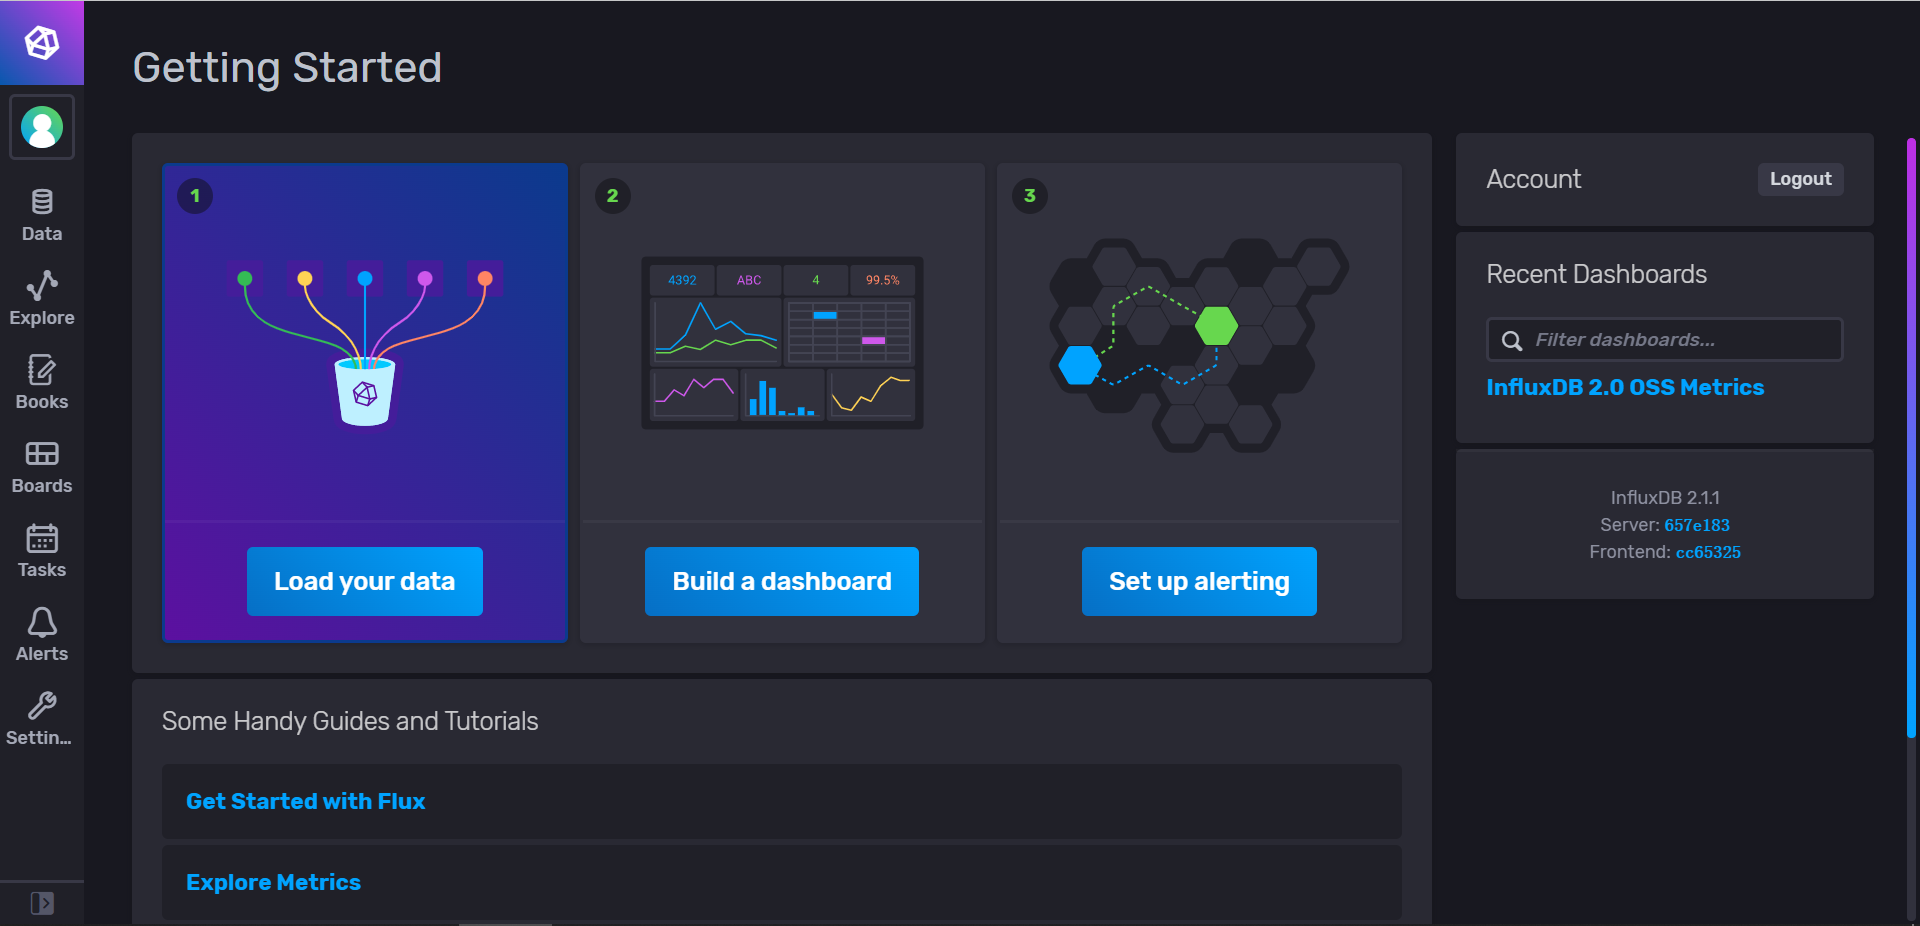 Getting Started
Data
Explore
Books
Boards
Tasks
Alerts
Settin...
1
Load your data
2
4392 ABC 4 99.5%
Build a dashboard
3
Set up alerting
Some Handy Guides and Tutorials
Get Started with Flux
Explore Metrics
Account
Logout
Recent Dashboards
Filter dashboards...
InfluxDB 2.0 OSS Metrics
InfluxDB 2.1.1
Server: 657e183
Frontend: cc65325